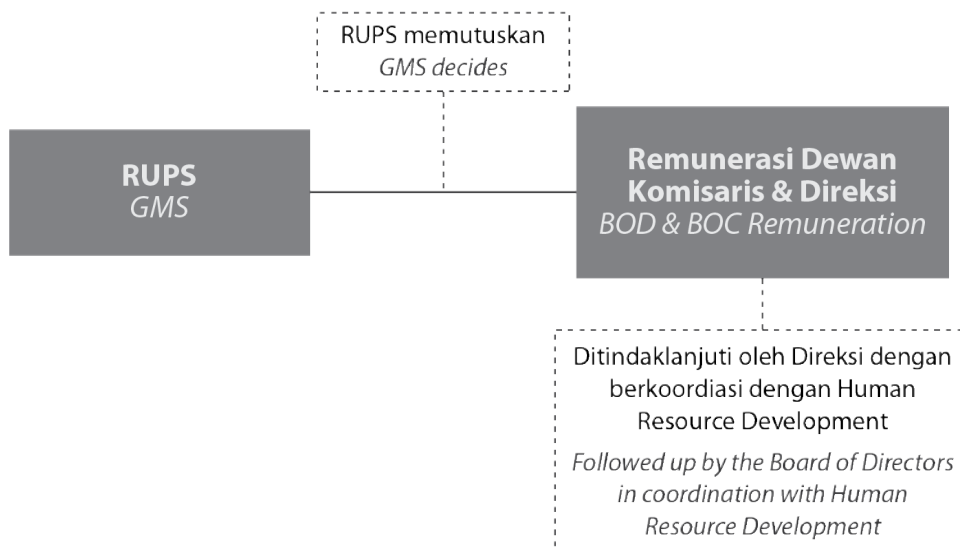 RUPS memutuskan
GMS decides
RUPS
GMS
Remunerasi Dewan
Komisaris & Direksi
BOD & BOC Remuneration
Ditindaklanjuti oleh Direksi dengan
berkoordiasi dengan Human
Resource Development
Followed up by the Board of Directors
in coordination with Human
Resource Development